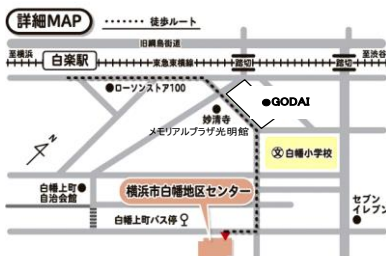 詳細MAP
徒歩ルート
旧綱島街道
至横浜
白楽駅
東急東横線
踏切
踏切
至渋谷
ローソンストア100
GODAI
妙清寺
メモリアルプラザ光明館
文 白幡小学校
N
白幡上町
自治会館
横浜市白幡地区センター
白幡上町バス停
セブン
イレブン